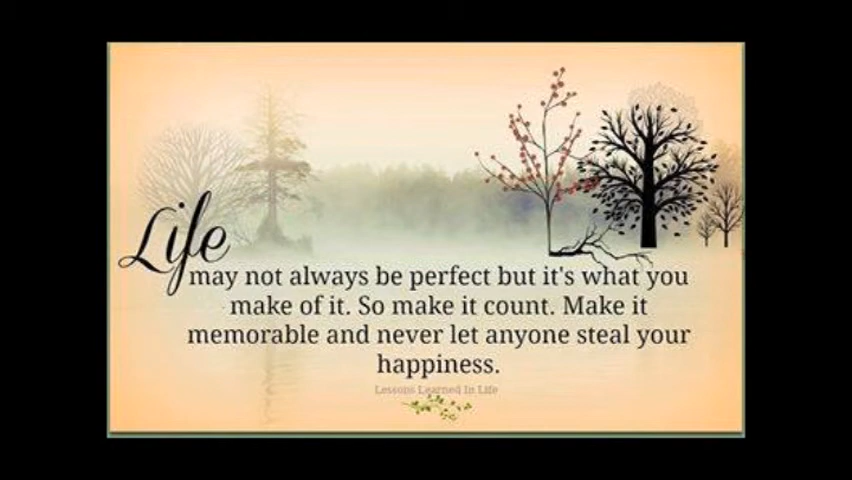 Life
may not always be perfect but it's what you
make of it. So make it count. Make it
memorable and never let anyone steal your
happiness.
Lessons Learned In Life